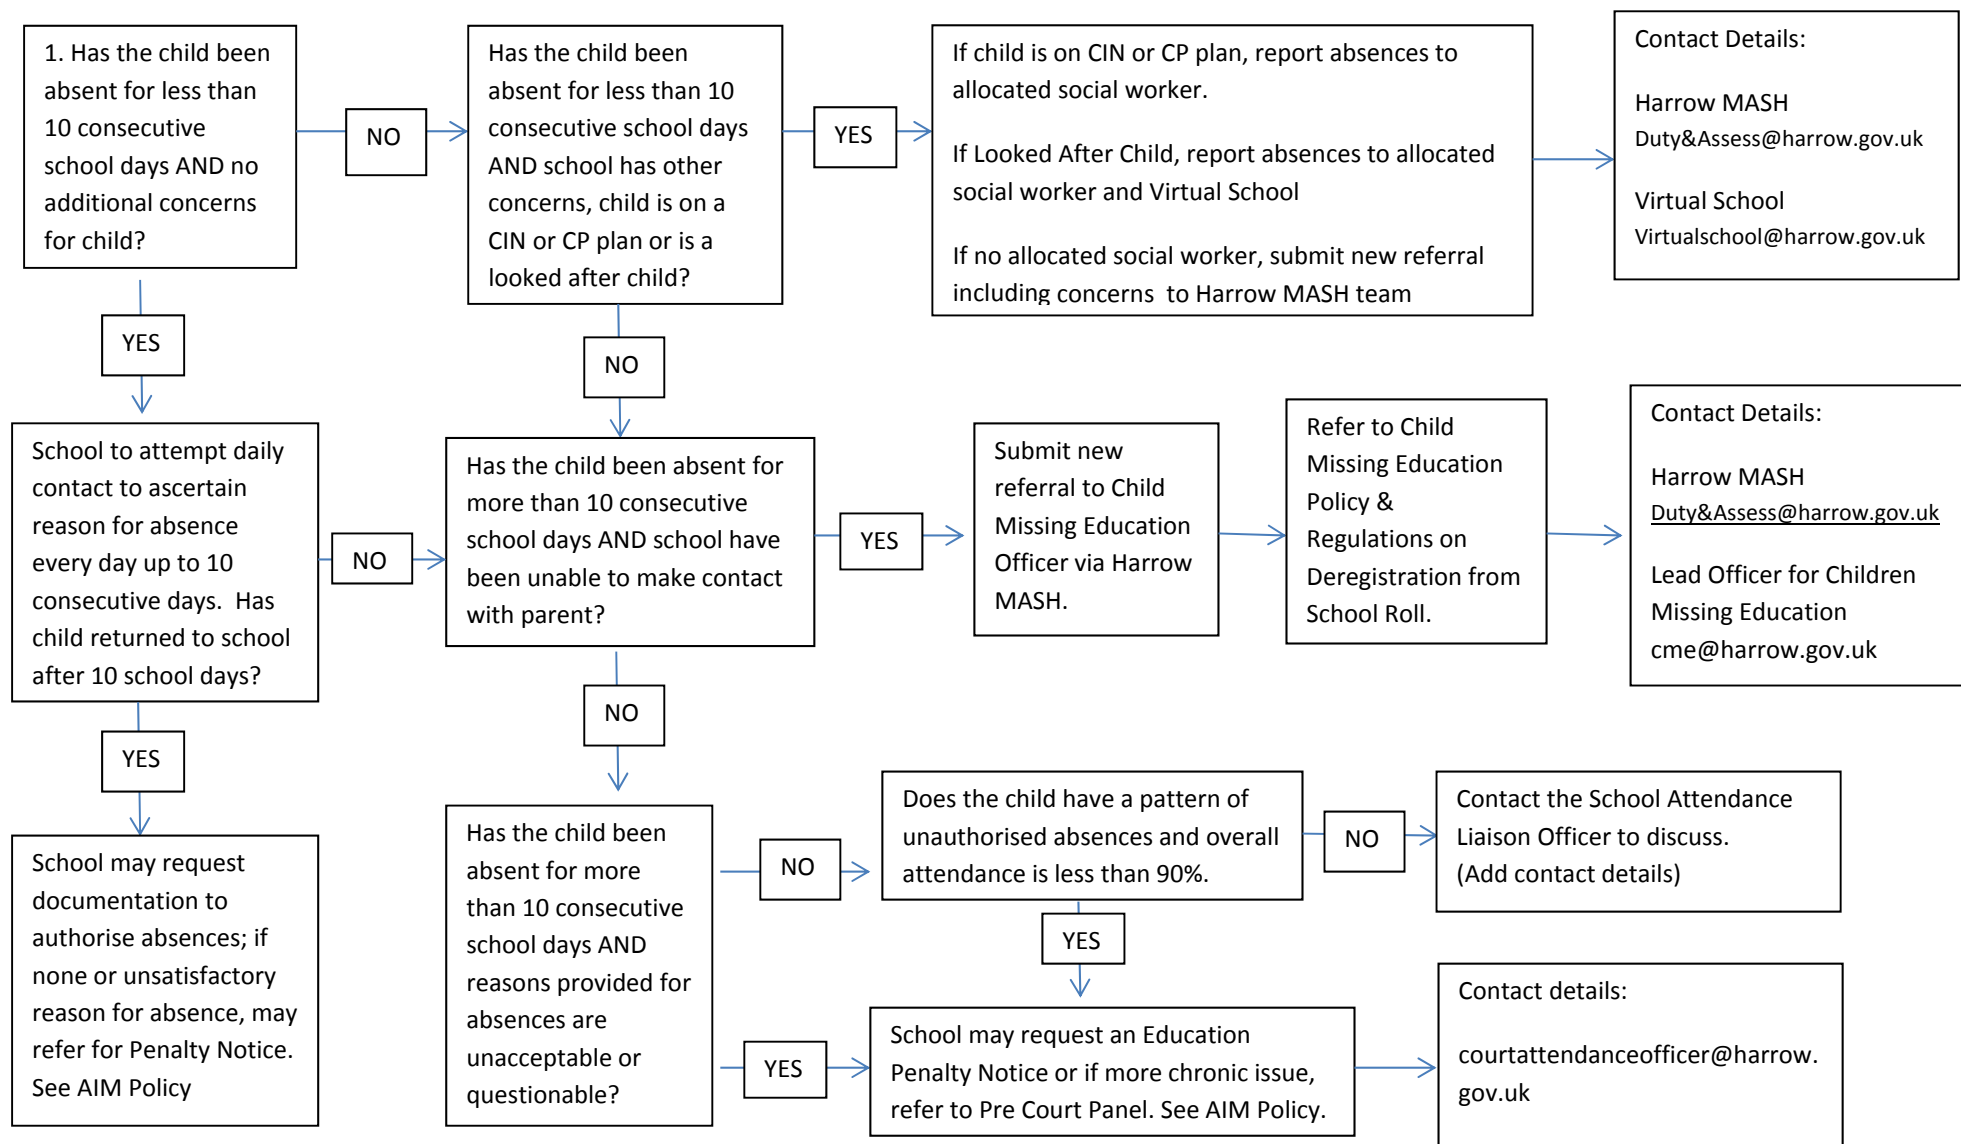 1. Has the child been
absent for less than
10 consecutive
school days AND no
additional concerns
for child?
NO
Has the child been
absent for less than 10
consecutive school days
AND school has other
concerns, child is on a
CIN or CP plan or is a
looked after child?
YES
If child is on CIN or CP plan, report absences to
allocated social worker.
If Looked After Child, report absences to allocated
social worker and Virtual School
If no allocated social worker, submit new referral
including concerns  to Harrow MASH team
Contact Details:
Harrow MASH
Duty&Assess@harrow.gov.uk
Virtual School
Virtualschool@harrow.gov.uk
YES
NO
School to attempt daily
contact to ascertain
reason for absence
every day up to 10
consecutive days.  Has
child returned to school
after 10 school days?
NO
Has the child been absent for
more than 10 consecutive
school days AND school have
been unable to make contact
with parent?
YES
Submit new
referral to Child
Missing Education
Officer via Harrow
MASH.
Refer to Child
Missing Education
Policy &
Regulations on
Deregistration from
School Roll.
Contact Details:
Harrow MASH
Duty&Assess@harrow.gov.uk
Lead Officer for Children
Missing Education
cme@harrow.gov.uk
YES
NO
School may request
documentation to
authorise absences; if
none or unsatisfactory
reason for absence, may
refer for Penalty Notice.
See AIM Policy
Has the child been
absent for more
than 10 consecutive
school days AND
reasons provided for
absences are
unacceptable or
questionable?
NO
Does the child have a pattern of
unauthorised absences and overall
attendance is less than 90%.
NO
Contact the School Attendance
Liaison Officer to discuss.
(Add contact details)
YES
YES
School may request an Education
Penalty Notice or if more chronic issue,
refer to Pre Court Panel. See AIM Policy.
Contact details:
courtattendanceofficer@harrow.
gov.uk